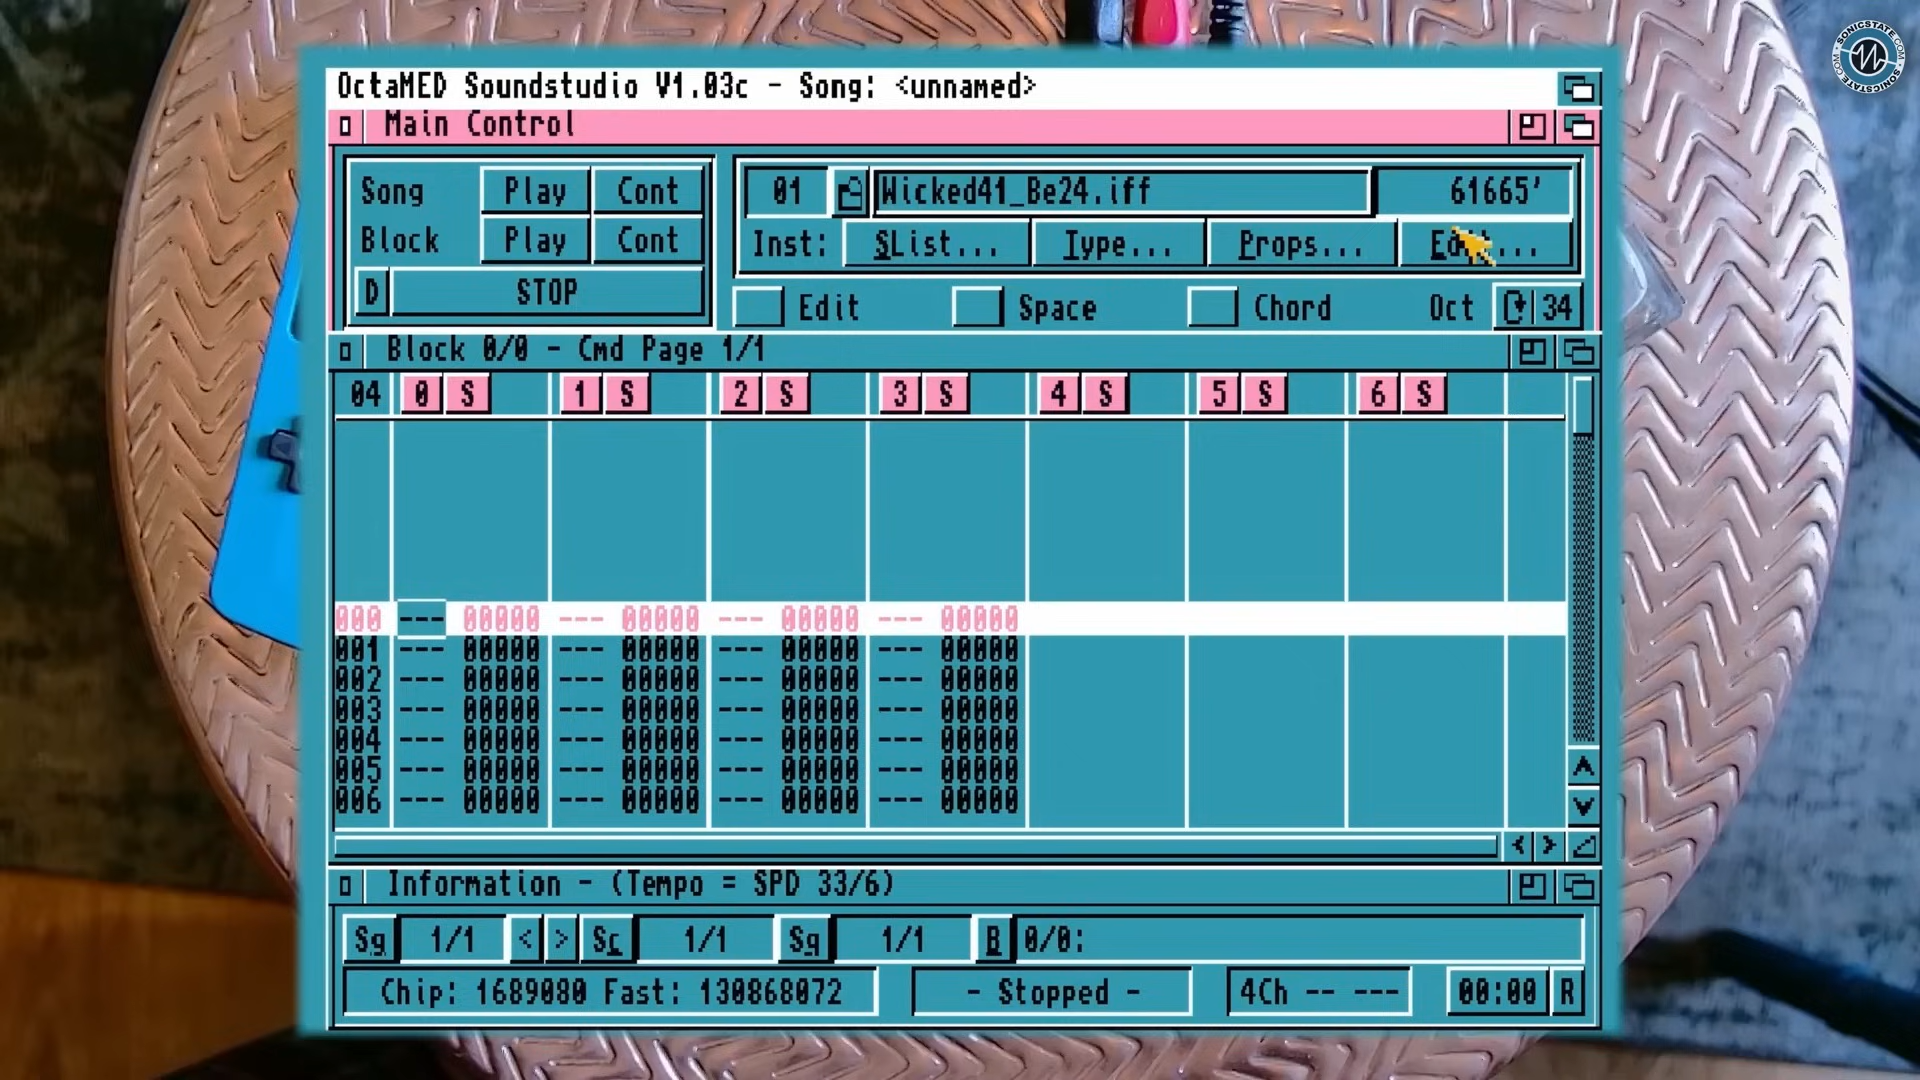 OctaMED Soundstudio V1.03c - Song: <unnamed>
Main Control
Song Play Cont
Block Play Cont
D STOP
01 Wicked41_Be24.iff 61665'
Inst: SList... Type... Props...
Edit Space Chord Oct 34
Block 0/0 - Cmd Page 1/1
04 0 S 1 S 2 S 3 S 4 S 5 S 6 S
000 --- 00000 --- 00000 --- 00000 --- 00000
001 --- 00000 --- 00000 --- 00000 --- 00000
002 --- 00000 --- 00000 --- 00000 --- 00000
003 --- 00000 --- 00000 --- 00000 --- 00000
004 --- 00000 --- 00000 --- 00000 --- 00000
005 --- 00000 --- 00000 --- 00000 --- 00000
006 --- 00000 --- 00000 --- 00000 --- 00000
Information - (Tempo = SPD 33/6)
Sg 1/1 < > Sc 1/1 Sq 1/1 B 0/0:
Chip: 1689080 Fast: 130868072 - Stopped - 4Ch -- --- 00:00 R
SONICSTATE.COM - SONICSTATE.COM